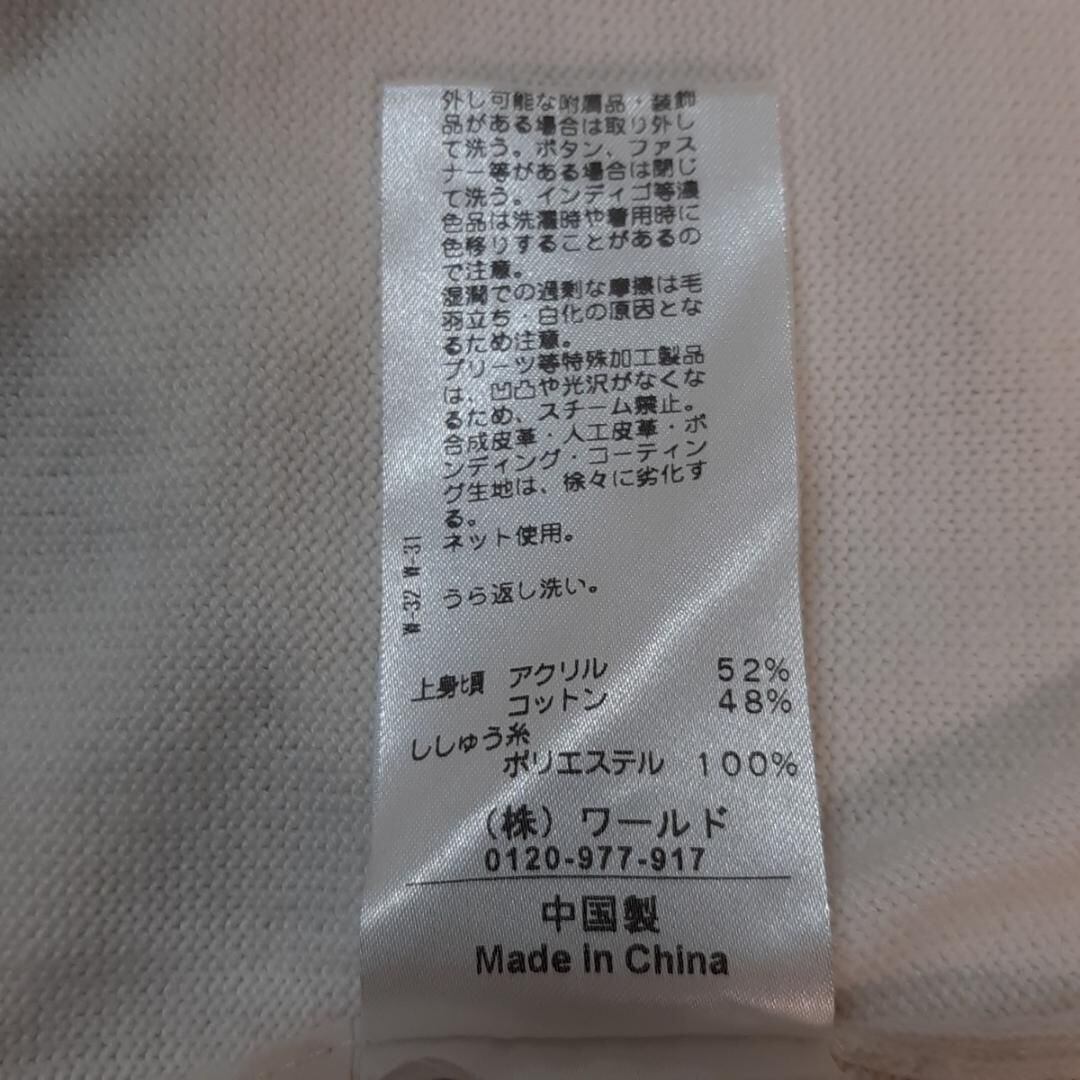 外し可能な附属品・装飾
品がある場合は取り外し
て洗う。ボタン、ファス
ナー等がある場合は閉じ
て洗う。インディゴ等濃
色品は洗濯時や着用時に
色移りすることがあるの
で注意。
湿潤での過剰な摩擦は毛
羽立ち・白化の原因とな
るため注意。
プリーツ等特殊加工製品
は、凹凸や光沢がなくな
るため、スチーム禁止。
合成皮革・人工皮革・ボ
ンディング・コーティン
グ生地は、徐々に劣化す
る。
ネット使用。
うら返し洗い。
W-32 W-31
上身頃 アクリル 52%
コットン 48%
ししゅう糸
ポリエステル 100%
(株)ワールド
0120-977-917
中国製
Made in China